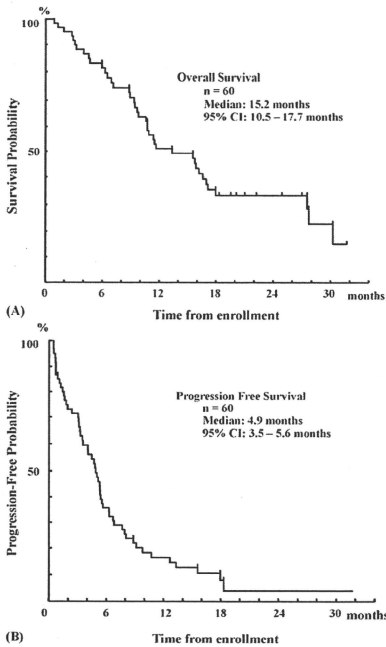 %
100
50
0
Survival Probability
Overall Survival
n = 60
Median: 15.2 months
95% CI: 10.5 – 17.7 months
0 6 12 18 24 30 months
(A)
Time from enrollment
%
100
50
Progression-Free Probability
Progression Free Survival
n = 60
Median: 4.9 months
95% CI: 3.5 – 5.6 months
0 6 12 18 24 30 months
(B)
Time from enrollment